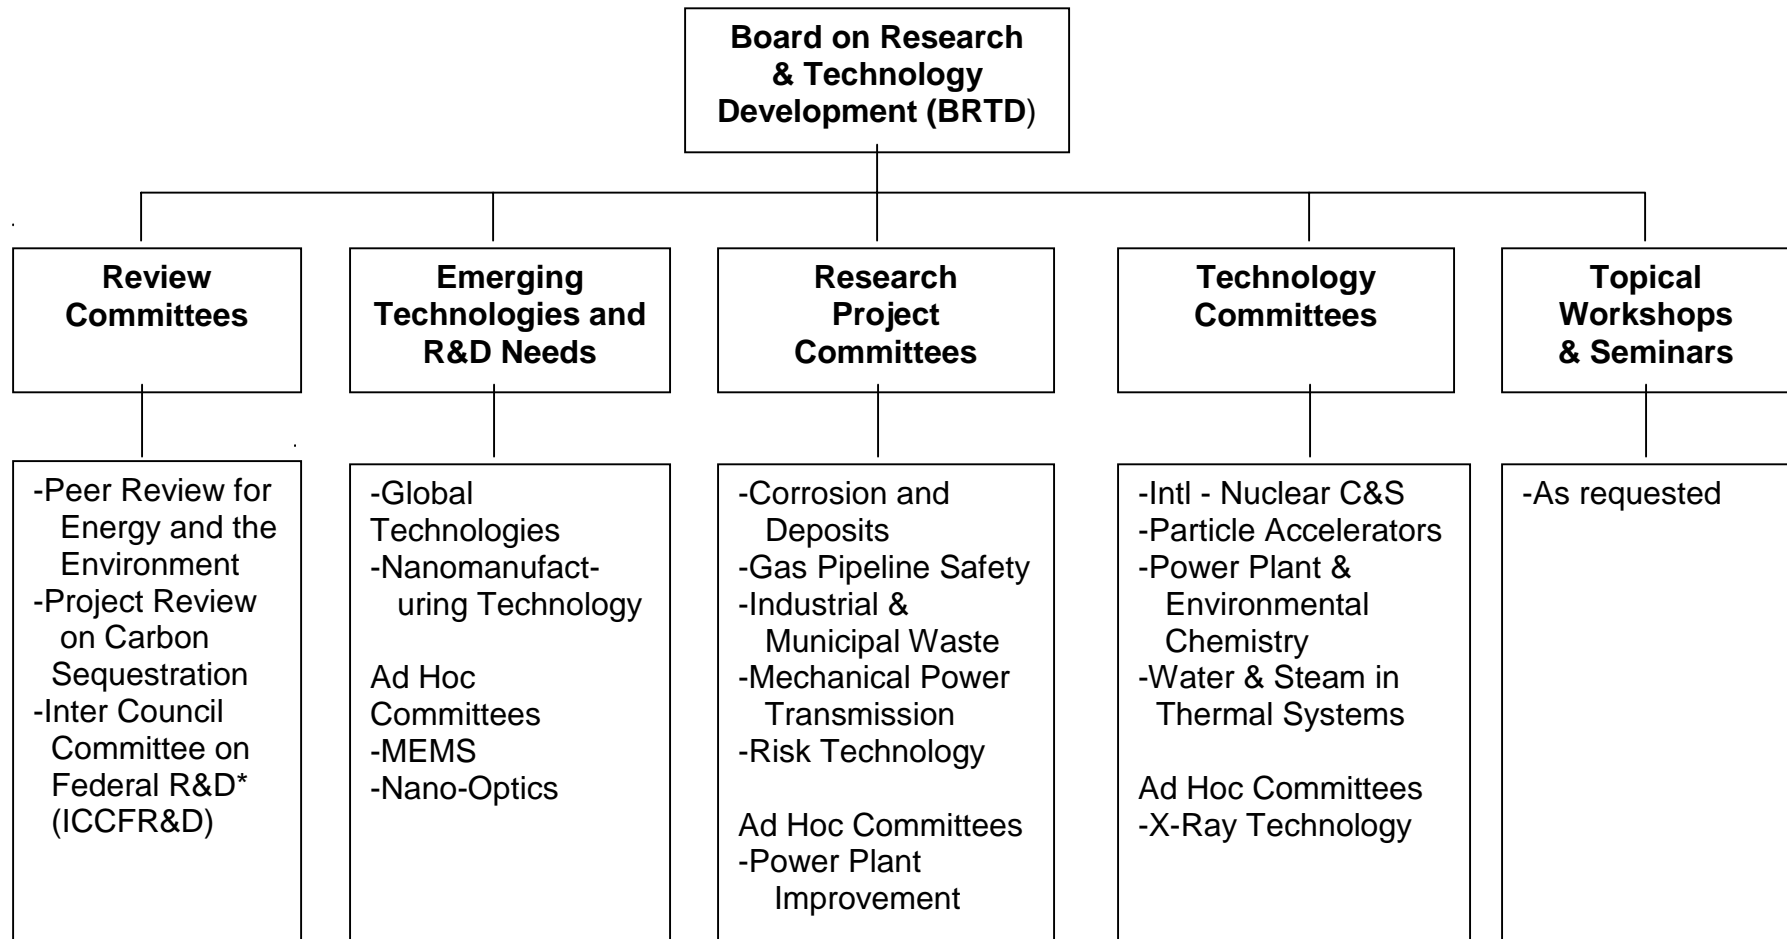 Board on Research
& Technology
Development (BRTD)
Review
Committees
Emerging
Technologies and
R&D Needs
Research
Project
Committees
Technology
Committees
Topical
Workshops
& Seminars
-Peer Review for
Energy and the
Environment
-Project Review
on Carbon
Sequestration
-Inter Council
Committee on
Federal R&D*
(ICCFR&D)
-Global
Technologies
-Nanomanufact-
uring Technology
Ad Hoc
Committees
-MEMS
-Nano-Optics
-Corrosion and
Deposits
-Gas Pipeline Safety
-Industrial &
Municipal Waste
-Mechanical Power
Transmission
-Risk Technology
Ad Hoc Committees
-Power Plant
Improvement
-Intl - Nuclear C&S
-Particle Accelerators
-Power Plant &
Environmental
Chemistry
-Water & Steam in
Thermal Systems
Ad Hoc Committees
-X-Ray Technology
-As requested